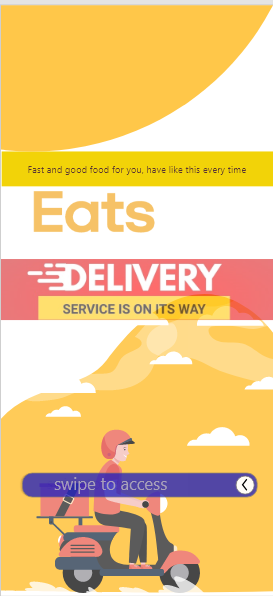 Fast and good food for you, have like this every time
Eats
DELIVERY
SERVICE IS ON ITS WAY
swipe to access